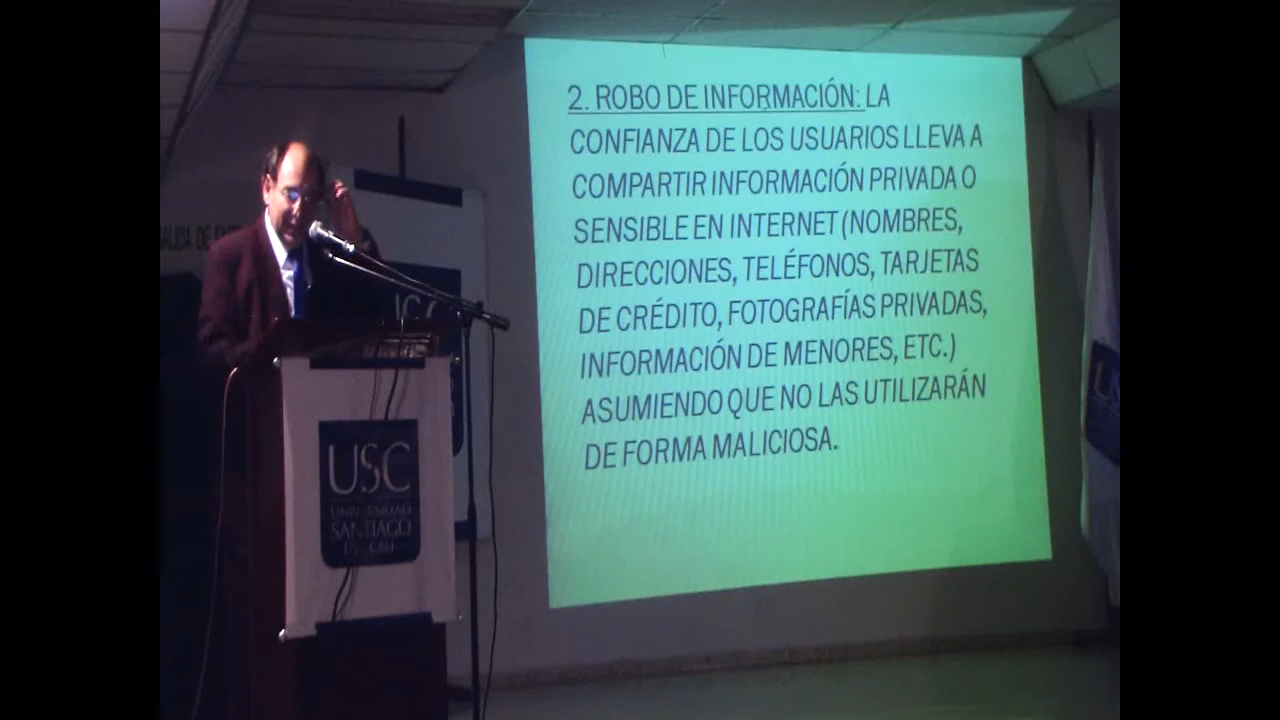 2. ROBO DE INFORMACIÓN: LA
CONFIANZA DE LOS USUARIOS LLEVA A
COMPARTIR INFORMACIÓN PRIVADA O
SENSIBLE EN INTERNET (NOMBRES,
DIRECCIONES, TELÉFONOS, TARJETAS
DE CRÉDITO, FOTOGRAFÍAS PRIVADAS,
INFORMACIÓN DE MENORES, ETC.)
ASUMIENDO QUE NO LAS UTILIZARÁN
DE FORMA MALICIOSA.
SALIDA DE
USC
UNIVERSIDAD
SANTIAGO
DE CALI